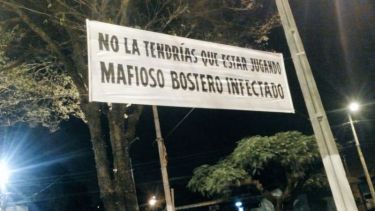 NO LA TENDRÍAS QUE ESTAR JUGANDO
MAFIOSO BOSTERO INFECTADO